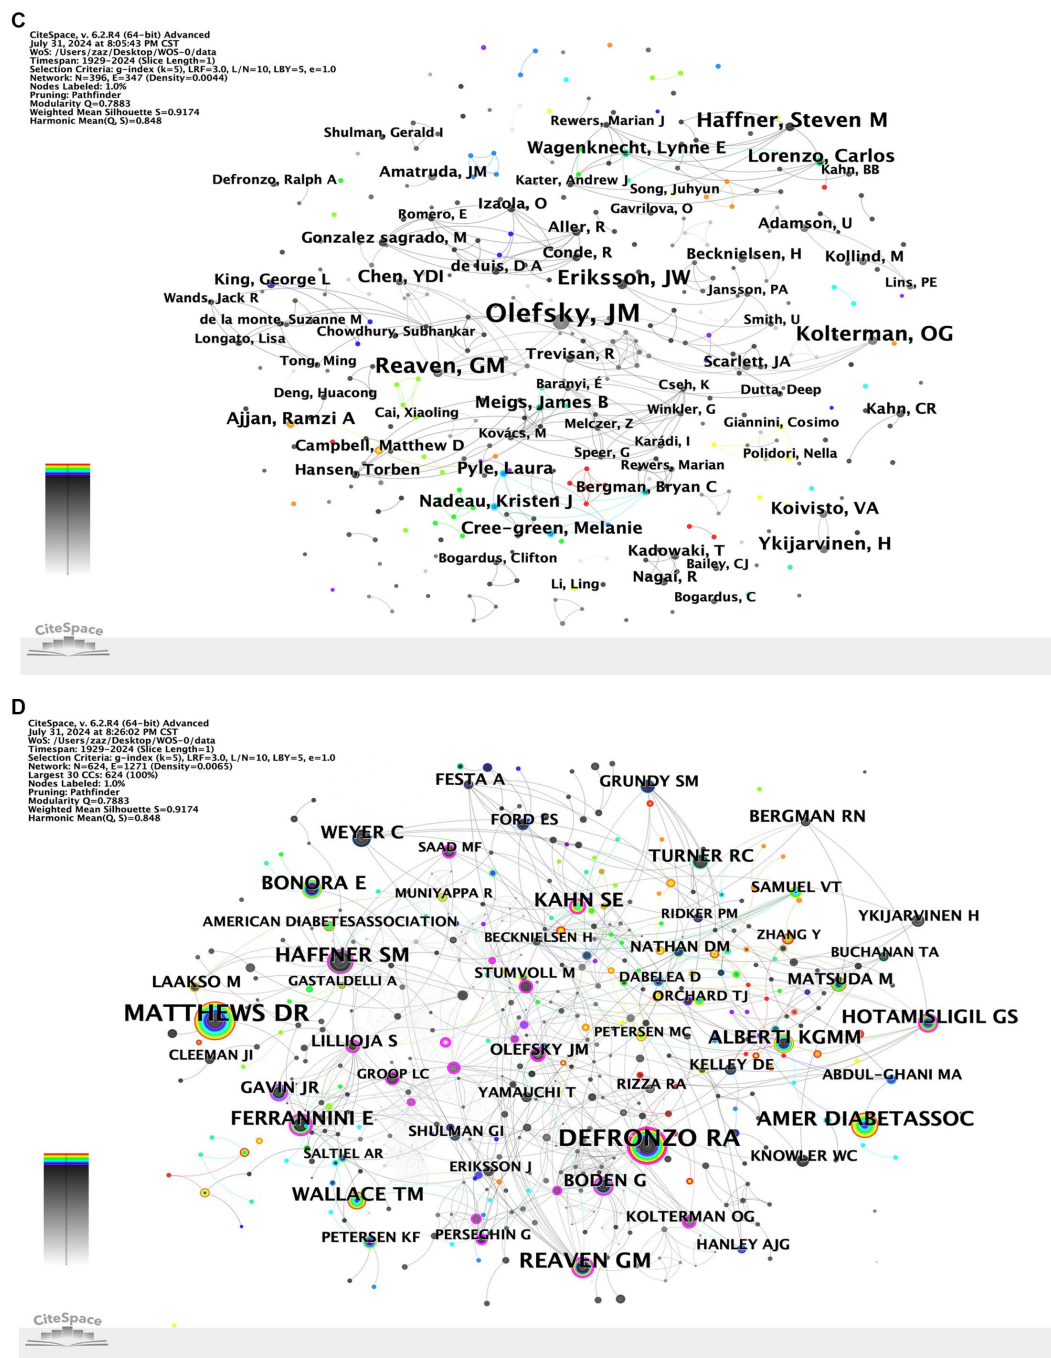 C
CiteSpace, v. 6.2.R4 (64-bit) Advanced
July 31, 2024 at 8:05:43 PM CST
WoS: /Users/zaz/Desktop/WOS-0/data
Timespan: 1929-2024 (Slice Length=1)
Selection Criteria: g-index (k=5), LRF=3.0, L/N=10, LBY=5, e=1.0
Network: N=396, E=347 (Density=0.0044)
Nodes Labeled: 1.0%
Pruning: Pathfinder
Modularity Q=0.7883
Weighted Mean Silhouette S=0.9174
Harmonic Mean(Q, S)=0.848
Rewers, Marian J
Haffner, Steven M
Shulman, Gerald I
Wagenknecht, Lynne E
Lorenzo, Carlos
Amatruda, JM
Kahn, BB
Defronzo, Ralph A
Karter, Andrew J
Song, Juhyun
Izaola, O
Gavrilova, O
Romero, E
Aller, R
Adamson, U
Gonzalez sagrado, M
Conde, R
Becknielsen, H
Kollind, M
de luis, D A
King, George L
Chen, YDI
Eriksson, JW
Lins, PE
Jansson, PA
Wands, Jack R
Olefsky, JM
de la monte, Suzanne M
Smith, U
Chowdhury, Subhankar
Kolterman, OG
Longato, Lisa
Trevisan, R
Tong, Ming
Reaven, GM
Scarlett, JA
Baranyi, É
Cseh, K
Dutta, Deep
Deng, Huacong
Meigs, James B
Winkler, G
Kahn, CR
Cai, Xiaoling
Ajjan, Ramzi A
Melczer, Z
Giannini, Cosimo
Kovács, M
Karádi, I
Campbell, Matthew D
Speer, G
Polidori, Nella
Rewers, Marian
Hansen, Torben
Pyle, Laura
Bergman, Bryan C
Nadeau, Kristen J
Koivisto, VA
Cree-green, Melanie
Ykijarvinen, H
Kadowaki, T
Bogardus, Clifton
Bailey, CJ
Nagai, R
Li, Ling
Bogardus, C
CiteSpace
D
CiteSpace, v. 6.2.R4 (64-bit) Advanced
July 31, 2024 at 8:26:02 PM CST
WoS: /Users/zaz/Desktop/WOS-0/data
Timespan: 1929-2024 (Slice Length=1)
Selection Criteria: g-index (k=5), LRF=3.0, L/N=10, LBY=5, e=1.0
Network: N=624, E=1271 (Density=0.0065)
Largest 30 CCs: 624 (100%)
Nodes Labeled: 1.0%
Pruning: Pathfinder
Modularity Q=0.7883
Weighted Mean Silhouette S=0.9174
Harmonic Mean(Q, S)=0.848
FESTA A
GRUNDY SM
BERGMAN RN
FORD ES
WEYER C
SAAD MF
TURNER RC
BONORA E
SAMUEL VT
MUNIYAPPA R
KAHN SE
RIDKER PM
YKIJARVINEN H
AMERICAN DIABETESASSOCIATION
ZHANG Y
BECKNIELSEN H
NATHAN DM
BUCHANAN TA
HAFFNER SM
STUMVOLL M
DABELEA D
MATSUDA M
LAAKSO M
GASTALDELLI A
ORCHARD TJ
MATTHEWS DR
HOTAMISLIGIL GS
PETERSEN MC
ALBERTI KGMM
LILLIOJA S
OLEFSKY JM
CLEEMAN JI
KELLEY DE
GROOP LC
ABDUL-GHANI MA
RIZZA RA
GAVIN JR
YAMAUCHI T
FERRANNINI E
AMER DIABETASSOC
SHULMAN GI
DEFRONZO RA
SALTIEL AR
KNOWLER WC
ERIKSSON J
BODEN G
WALLACE TM
KOLTERMAN OG
PERSEGHIN G
PETERSEN KF
HANLEY AJG
REAVEN GM
CiteSpace